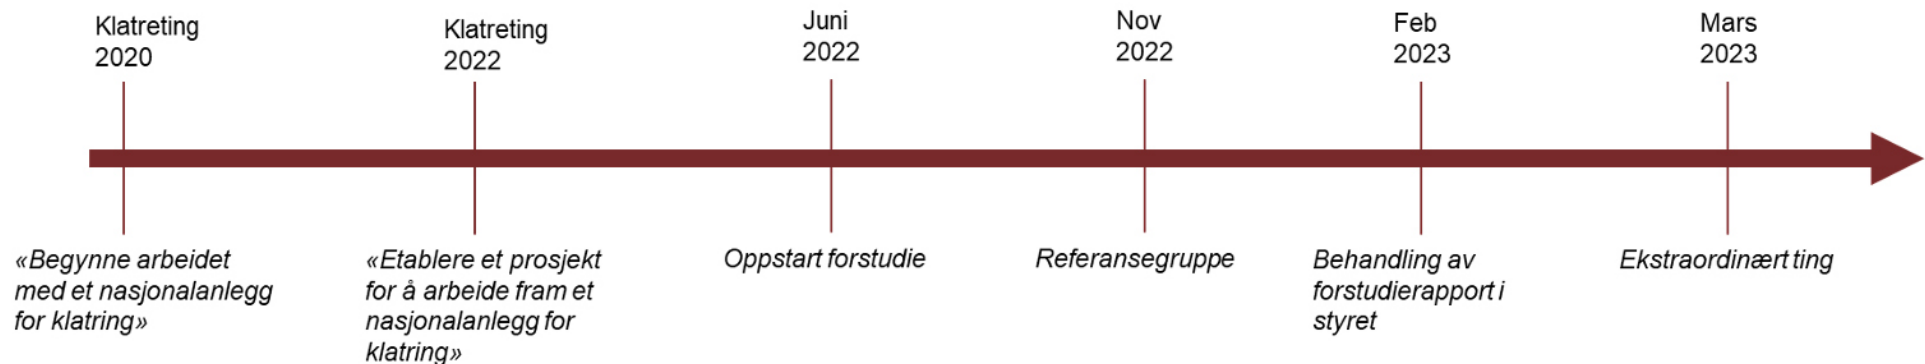 Klatreting
2020
Klatreting
2022
Juni
2022
Nov
2022
Feb
2023
Mars
2023
«Begynne arbeidet
med et nasjonalanlegg
for klatring»
«Etablere et prosjekt
for å arbeide fram et
nasjonalanlegg for
klatring»
Oppstart forstudie
Referansegruppe
Behandling av
forstudierapport i
styret
Ekstraordinært ting